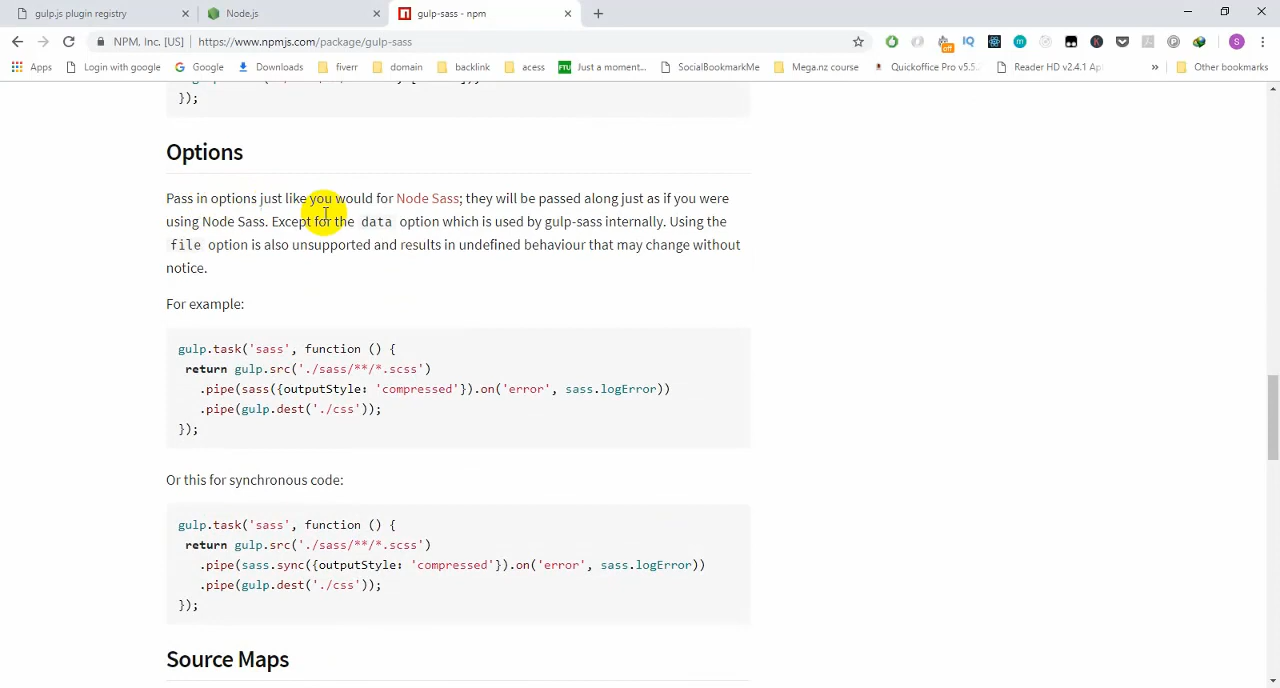 gulp.js plugin registry
Node.js
gulp-sass - npm
NPM, Inc. [US] | https://www.npmjs.com/package/gulp-sass
Apps
Login with google
Google
Downloads
fiverr
domain
backlink
acess
Just a moment...
SocialBookmarkMe
Mega.nz course
Quickoffice Pro v5.5.
Reader HD v2.4.1 Ap
»
Other bookmarks
});
Options
Pass in options just like you would for Node Sass; they will be passed along just as if you were
using Node Sass. Except for the data option which is used by gulp-sass internally. Using the
file option is also unsupported and results in undefined behaviour that may change without
notice.
For example:
gulp.task('sass', function () {
return gulp.src('./sass/**/*.scss')
.pipe(sass({outputStyle: 'compressed'}).on('error', sass.logError))
.pipe(gulp.dest('./css'));
});
Or this for synchronous code:
gulp.task('sass', function () {
return gulp.src('./sass/**/*.scss')
.pipe(sass.sync({outputStyle: 'compressed'}).on('error', sass.logError))
.pipe(gulp.dest('./css'));
});
Source Maps